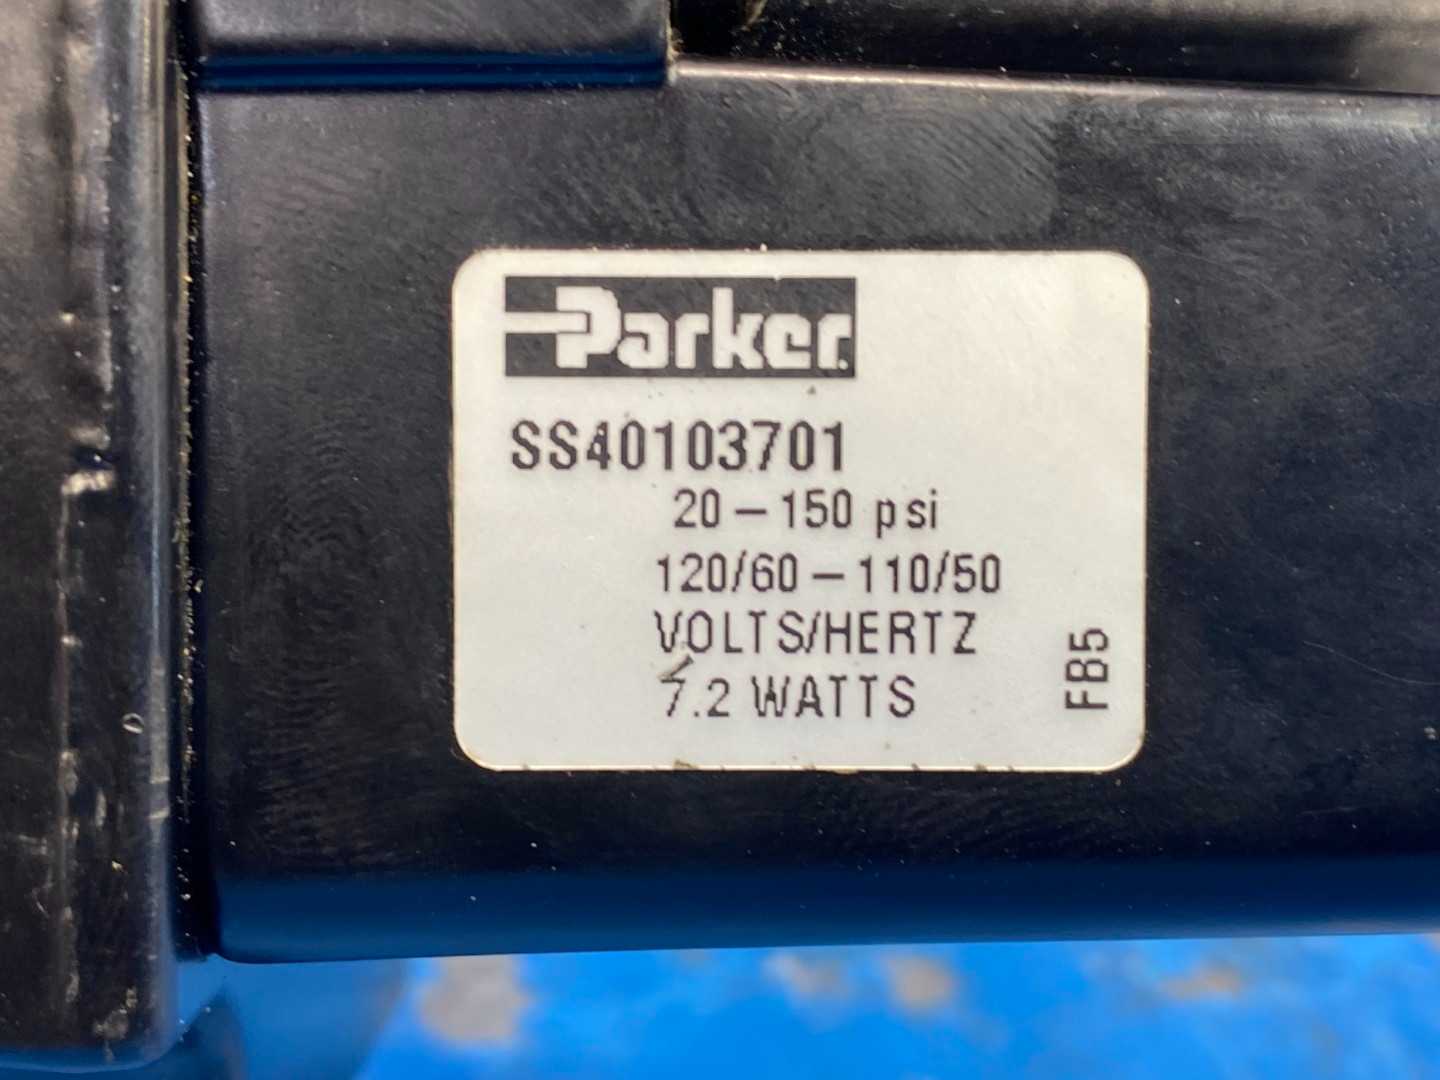 Parker
SS40103701
20 – 150 psi
120/60 – 110/50
VOLTS/HERTZ
7.2 WATTS
FB5